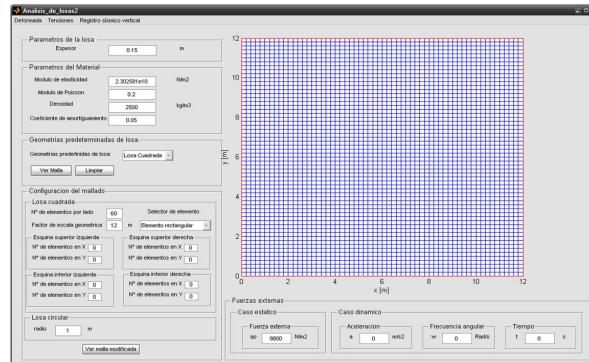 Analisis_de_losas2
Deformada Tensiones Registro sísmico vertical
Parametros de la losa
Espesor 0.15 m
Parametros del Material
Modulo de elasticidad 2.302581e10 N/m2
Modulo de Poisson 0.2
Densidad 2500 kg/m3
Coeficiente de amortiguamiento 0.05
Geometrias predeterminadas de losa
Geometrias predefinidas de losa Losa Cuadrada
Ver Malla Limpiar
Configuracion del mallado
Losa cuadrada
Nº de elementos por lado 60 Selector de elemento
Factor de escala geometrica 12 m Elemento rectangular
Esquina superior izquierda Esquina superior derecha
Nº de elementos en X 0 Nº de elementos en X 0
Nº de elementos en Y 0 Nº de elementos en Y 0
Esquina inferior izquierda Esquina inferior derecha
Nº de elementos en X 0 Nº de elementos en X 0
Nº de elementos en Y 0 Nº de elementos en Y 0
Losa circular
radio 1 m
Ver malla modificada
12
10
8
6
4
2
0
y [m]
0 2 4 6 8 10 12
x [m]
Fuerzas externas
Caso estatico Caso dinamico
Fuerza externa Aceleracion Frecuencia angular Tiempo
qo 9800 N/m2 a 0 m/s2 w 0 Rad/s t 0 s